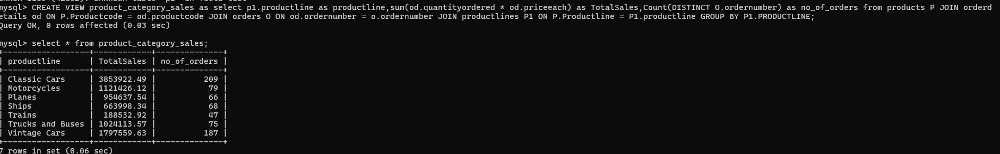 mysql> CREATE VIEW product_category_sales as select p1.productline as productline,sum(od.quantityordered * od.priceeach) as TotalSales,Count(DISTINCT O.ordernumber) as no_of_orders from products P JOIN orderd
etails od ON P.Productcode = od.productcode JOIN orders O ON od.ordernumber = o.ordernumber JOIN productlines P1 ON P.Productline = P1.productline GROUP BY P1.PRODUCTLINE;
Query OK, 0 rows affected (0.03 sec)
mysql> select * from product_category_sales;
+------------------+------------+--------------+
| productline      | TotalSales | no_of_orders |
+------------------+------------+--------------+
| Classic Cars     | 3853922.49 |          209 |
| Motorcycles      | 1121426.12 |           79 |
| Planes           |  954637.54 |           66 |
| Ships            |  663998.34 |           68 |
| Trains           |  188532.92 |           47 |
| Trucks and Buses | 1024113.57 |           75 |
| Vintage Cars     | 1797559.63 |          187 |
+------------------+------------+--------------+
7 rows in set (0.06 sec)